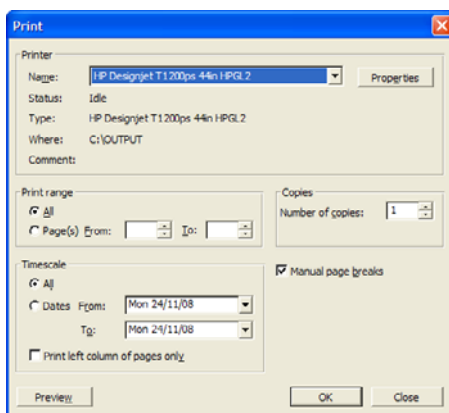 Print
Printer
Name: HP Designjet T1200ps 44in HPGL2 Properties
Status: Idle
Type: HP Designjet T1200ps 44in HPGL2
Where: C:\OUTPUT
Comment:
Print range
All
Page(s) From: To:
Copies
Number of copies: 1
Timescale
All
Dates From: Mon 24/11/08
To: Mon 24/11/08
Print left column of pages only
Manual page breaks
Preview OK Close